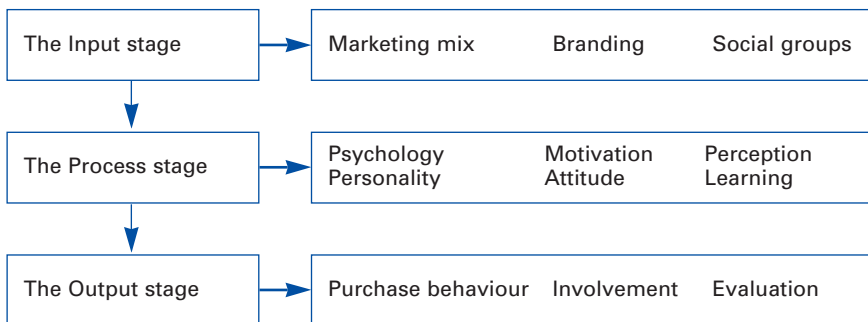 The Input stage
Marketing mix Branding Social groups
The Process stage
Psychology Motivation Perception
Personality Attitude Learning
The Output stage
Purchase behaviour Involvement Evaluation